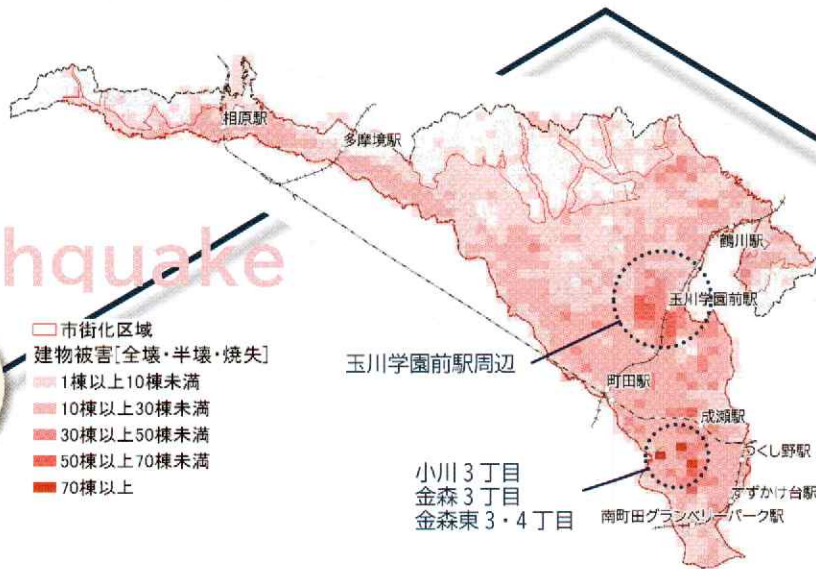 相原駅
多摩境駅
hquake
鶴川駅
玉川学園前駅
市街化区域
建物被害[全壊・半壊・焼失]
1棟以上10棟未満
10棟以上30棟未満
30棟以上50棟未満
50棟以上70棟未満
70棟以上
玉川学園前駅周辺
町田駅
成瀬駅
つくし野駅
小川3丁目
金森3丁目
金森東3・4丁目
すずかけ台駅
南町田グランベリーパーク駅